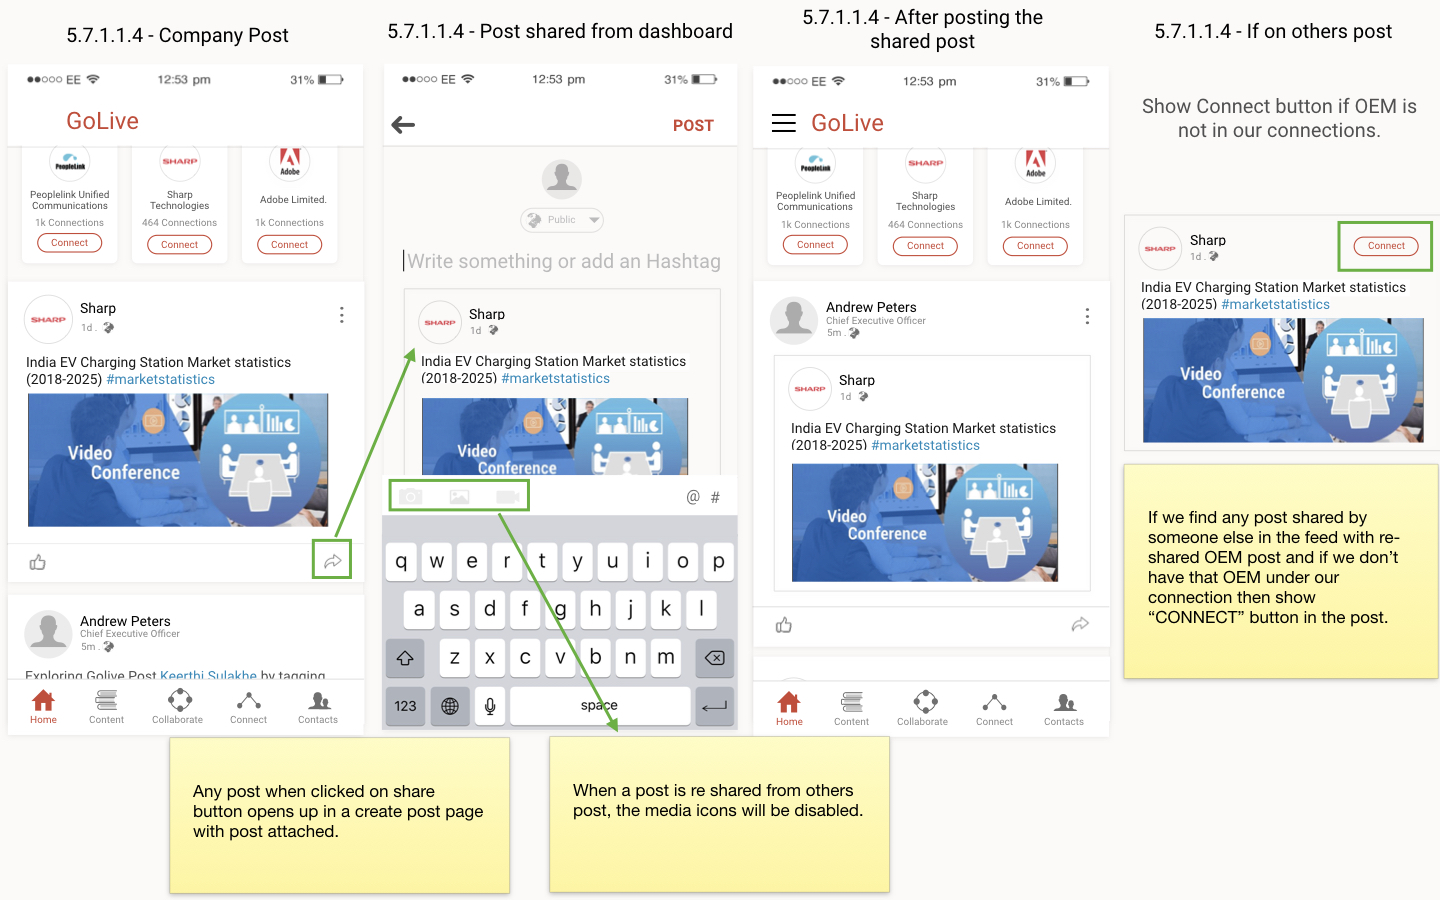 5.7.1.1.4 - Company Post
EE
12:53 pm
31%
GoLive
PeopleLink
Peoplelink Unified
Communications
1k Connections
Connect
SHARP
Sharp
Technologies
464 Connections
Connect
Adobe
Adobe Limited.
1k Connections
Connect
SHARP
Sharp
1d .
India EV Charging Station Market statistics
(2018-2025) #marketstatistics
Video
Conference
Andrew Peters
Chief Executive Officer
5m .
Exploring Golive Post Keerthi Sulakhe by tagging
Home
Content
Collaborate
Connect
Contacts
Any post when clicked on share
button opens up in a create post page
with post attached.
5.7.1.1.4 - Post shared from dashboard
EE
12:53 pm
31%
POST
Public
Write something or add an Hashtag
SHARP
Sharp
1d
India EV Charging Station Market statistics
(2018-2025) #marketstatistics
Video
Conference
@ #
q w e r t y u i o p
a s d f g h j k l
z x c v b n m
123
space
When a post is re shared from others
post, the media icons will be disabled.
5.7.1.1.4 - After posting the
shared post
EE
12:53 pm
31%
GoLive
PeopleLink
Peoplelink Unified
Communications
1k Connections
Connect
SHARP
Sharp
Technologies
464 Connections
Connect
Adobe
Adobe Limited.
1k Connections
Connect
Andrew Peters
Chief Executive Officer
5m .
SHARP
Sharp
1d
India EV Charging Station Market statistics
(2018-2025) #marketstatistics
Video
Conference
Home
Content
Collaborate
Connect
Contacts
5.7.1.1.4 - If on others post
Show Connect button if OEM is
not in our connections.
SHARP
Sharp
1d .
Connect
India EV Charging Station Market statistics
(2018-2025) #marketstatistics
Video
Conference
If we find any post shared by
someone else in the feed with re-
shared OEM post and if we don’t
have that OEM under our
connection then show
“CONNECT” button in the post.